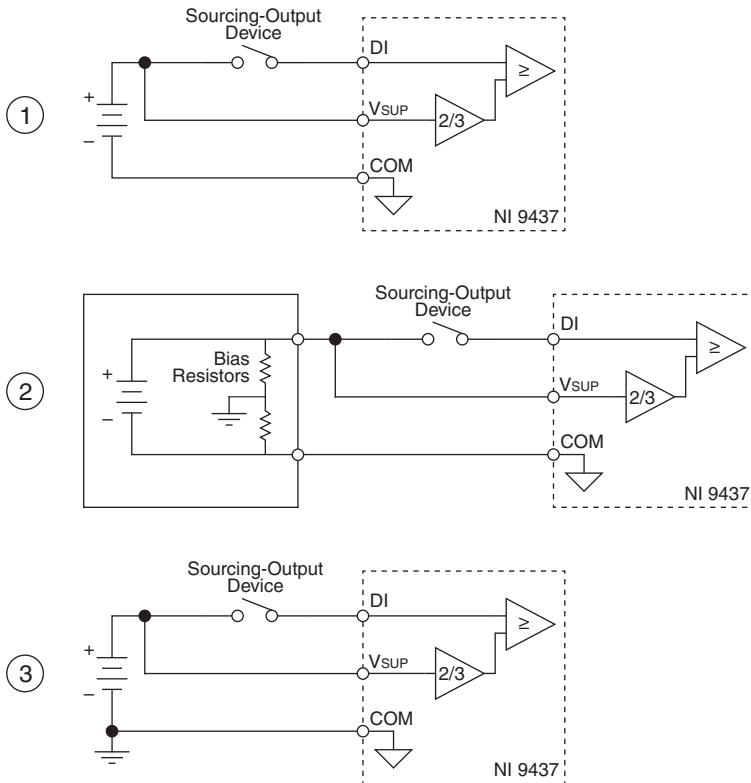 Sourcing-Output
Device
DI
≥
1
+
VSUP
2/3
–
COM
NI 9437
Sourcing-Output
Device
DI
Bias
Resistors
≥
2
+
VSUP
2/3
–
COM
NI 9437
Sourcing-Output
Device
DI
≥
3
+
VSUP
2/3
–
COM
NI 9437